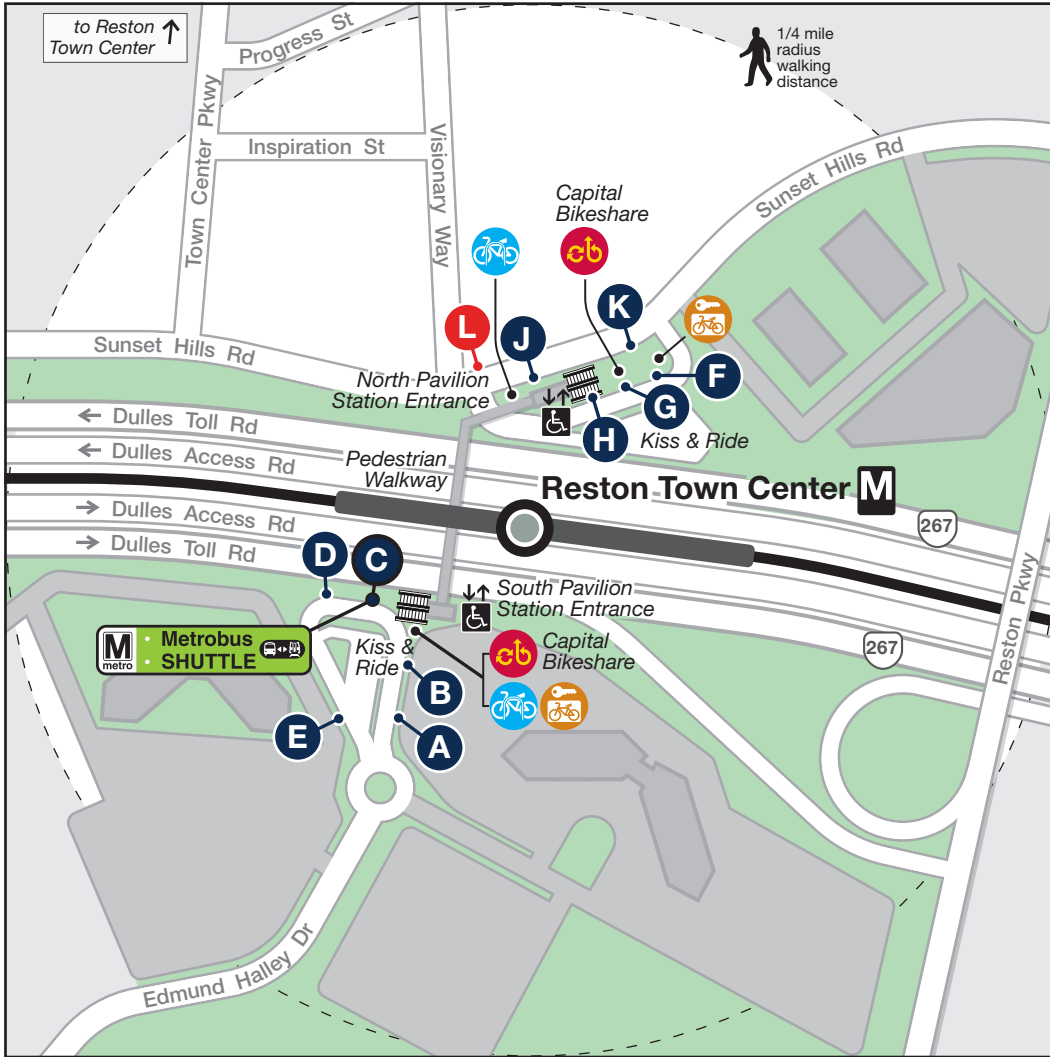 to Reston
Town Center
Progress St
1/4 mile
radius
walking
distance
Town Center Pkwy
Inspiration St
Visionary Way
Sunset Hills Rd
Capital
Bikeshare
K
L
J
F
G
H
Sunset Hills Rd
North Pavilion
Station Entrance
Kiss & Ride
Dulles Toll Rd
Dulles Access Rd
Pedestrian
Walkway
Reston Town Center M
267
Dulles Access Rd
Dulles Toll Rd
D
C
South Pavilion
Station Entrance
Reston Pkwy
M
metro
· Metrobus
· SHUTTLE
Kiss &
Ride
Capital
Bikeshare
267
B
E
A
Edmund Halley Dr